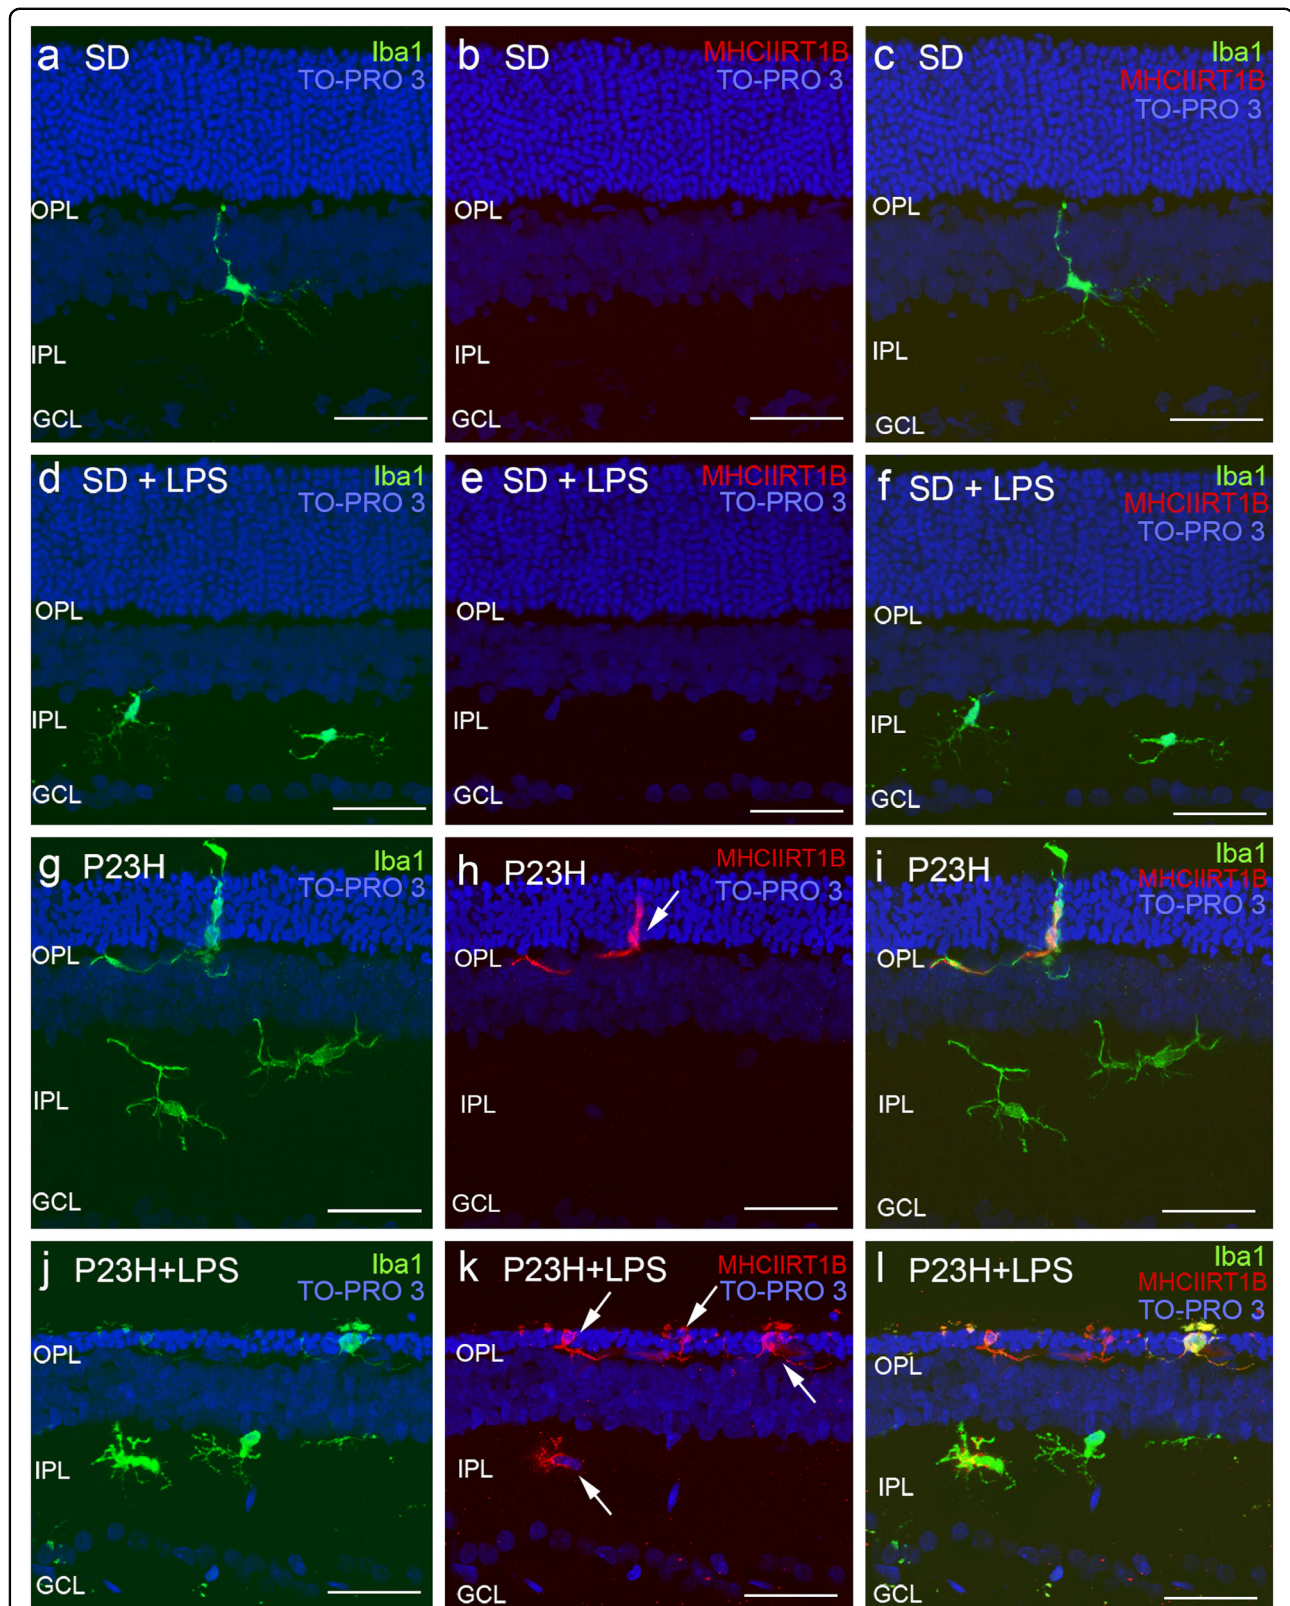 a SD Iba1
TO-PRO 3
OPL
IPL
GCL
b SD MHCIIRT1B
TO-PRO 3
OPL
IPL
GCL
c SD Iba1
MHCIIRT1B
TO-PRO 3
OPL
IPL
GCL
d SD + LPS Iba1
TO-PRO 3
OPL
IPL
GCL
e SD + LPS MHCIIRT1B
TO-PRO 3
OPL
IPL
GCL
f SD + LPS Iba1
MHCIIRT1B
TO-PRO 3
OPL
IPL
GCL
g P23H Iba1
TO-PRO 3
OPL
IPL
GCL
h P23H MHCIIRT1B
TO-PRO 3
OPL
IPL
GCL
i P23H Iba1
MHCIIRT1B
TO-PRO 3
OPL
IPL
GCL
j P23H+LPS Iba1
TO-PRO 3
OPL
IPL
GCL
k P23H+LPS MHCIIRT1B
TO-PRO 3
OPL
IPL
GCL
l P23H+LPS Iba1
MHCIIRT1B
TO-PRO 3
OPL
IPL
GCL